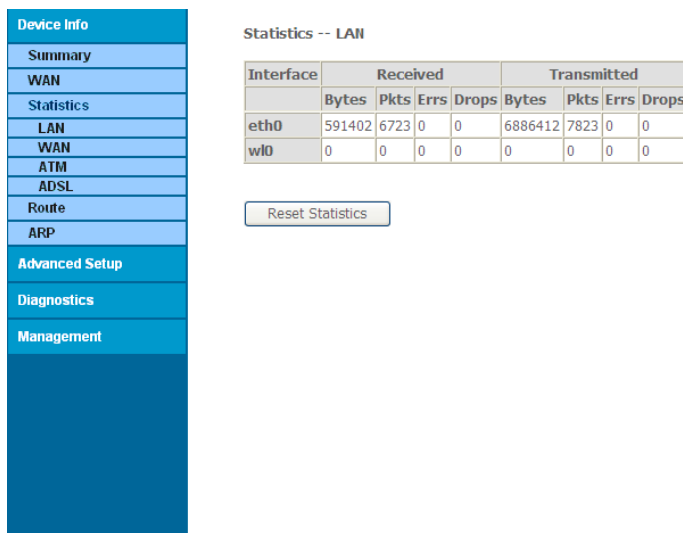 Device Info
Summary
WAN
Statistics
LAN
WAN
ATM
ADSL
Route
ARP
Advanced Setup
Diagnostics
Management
Statistics -- LAN
Interface Received Transmitted
Bytes Pkts Errs Drops Bytes Pkts Errs Drops
eth0 591402 6723 0 0 6886412 7823 0 0
wl0 0 0 0 0 0 0 0 0
Reset Statistics